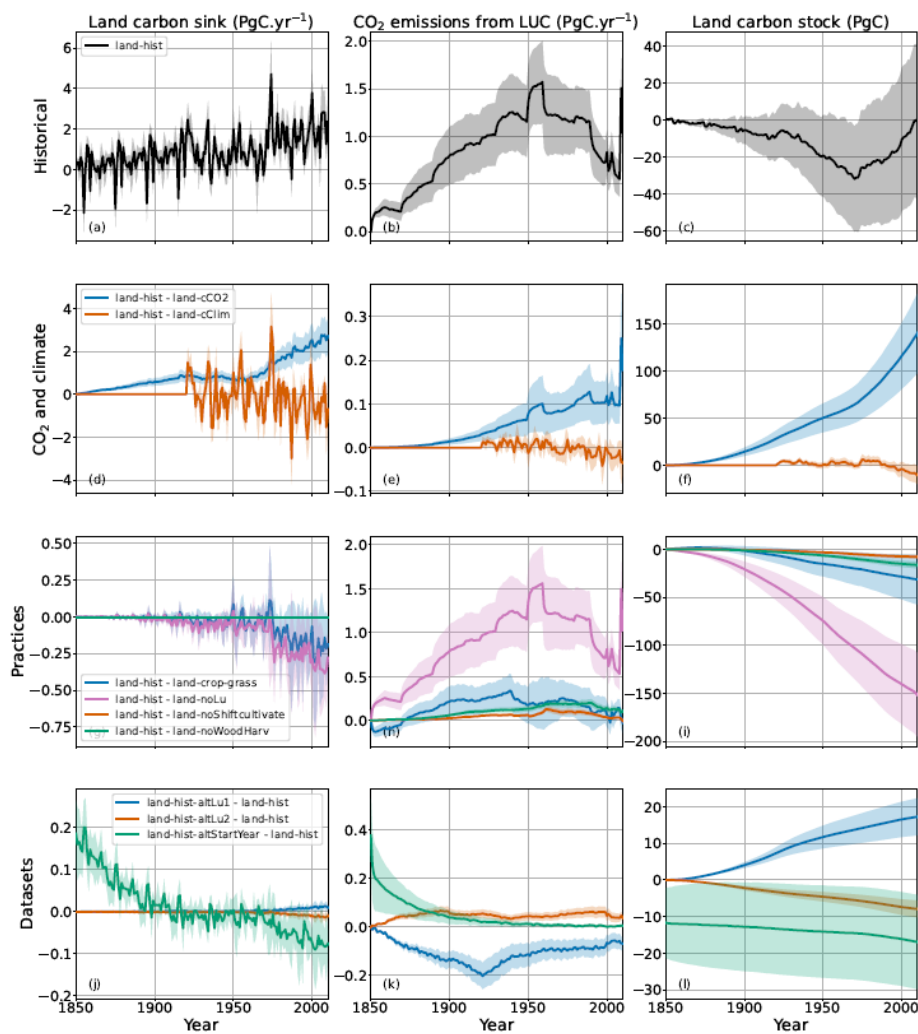 Land carbon sink (PgC.yr⁻¹)
CO₂ emissions from LUC (PgC.yr⁻¹)
Land carbon stock (PgC)
Historical
6
4
2
0
−2
land-hist
(a)
2.0
1.5
1.0
0.5
0.0
(b)
40
20
0
−20
−40
−60
(c)
CO₂ and climate
4
2
0
−2
−4
land-hist - land-cCO2
land-hist - land-cClim
(d)
0.3
0.2
0.1
0.0
−0.1
(e)
150
100
50
0
(f)
Practices
0.50
0.25
0.00
−0.25
−0.50
−0.75
land-hist - land-crop-grass
land-hist - land-noLu
land-hist - land-noShiftcultivate
land-hist - land-noWoodHarv
(g)
2.0
1.5
1.0
0.5
0.0
(h)
0
−50
−100
−150
−200
(i)
Datasets
0.2
0.1
0.0
−0.1
−0.2
land-hist-altLu1 - land-hist
land-hist-altLu2 - land-hist
land-hist-altStartYear - land-hist
(j)
0.4
0.2
0.0
−0.2
(k)
20
10
0
−10
−20
−30
(l)
1850 1900 1950 2000
1850 1900 1950 2000
1850 1900 1950 2000
Year
Year
Year